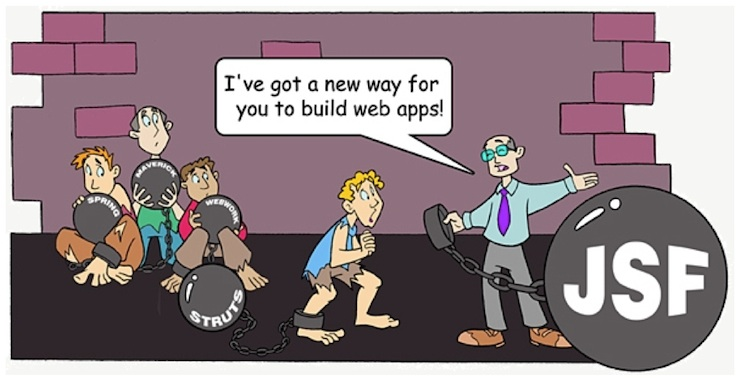 I've got a new way for
you to build web apps!
MAVERICK
SPRING
WEBWORK
STRUTS
JSF